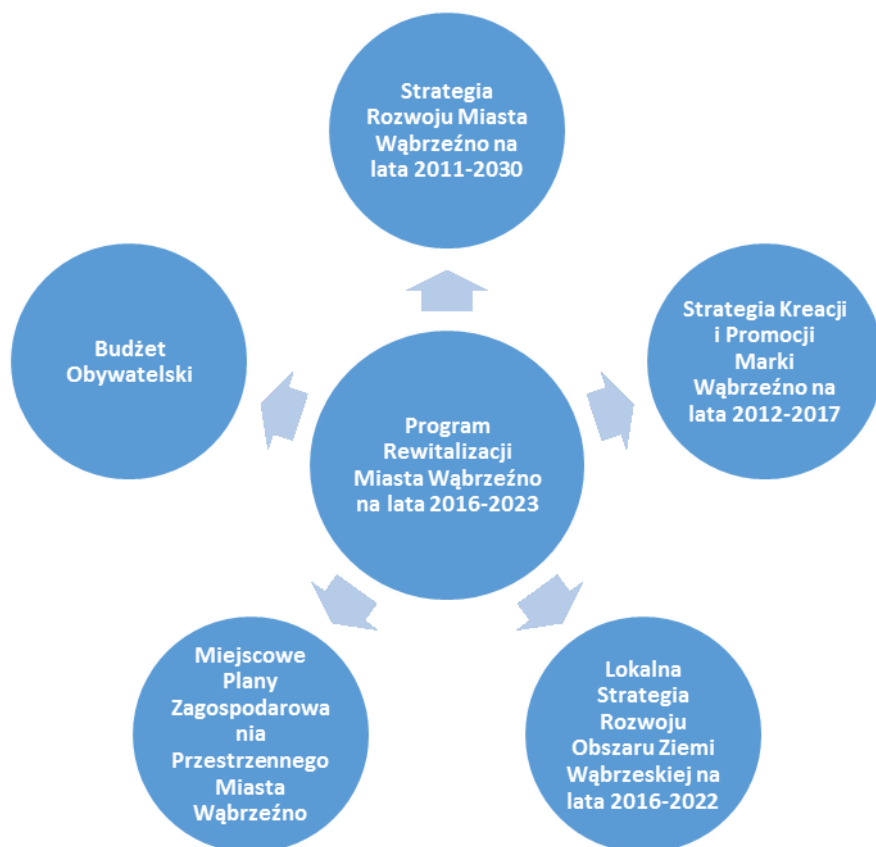 Strategia
Rozwoju Miasta
Wąbrzeźno na
lata 2011-2030
Strategia Kreacji
i Promocji
Marki
Wąbrzeźno na
lata 2012-2017
Budżet
Obywatelski
Program
Rewitalizacji
Miasta Wąbrzeźno
na lata 2016-2023
Miejscowe
Plany
Zagospodarowa
nia
Przestrzennego
Miasta
Wąbrzeźno
Lokalna
Strategia
Rozwoju
Obszaru Ziemi
Wąbrzeskiej na
lata 2016-2022